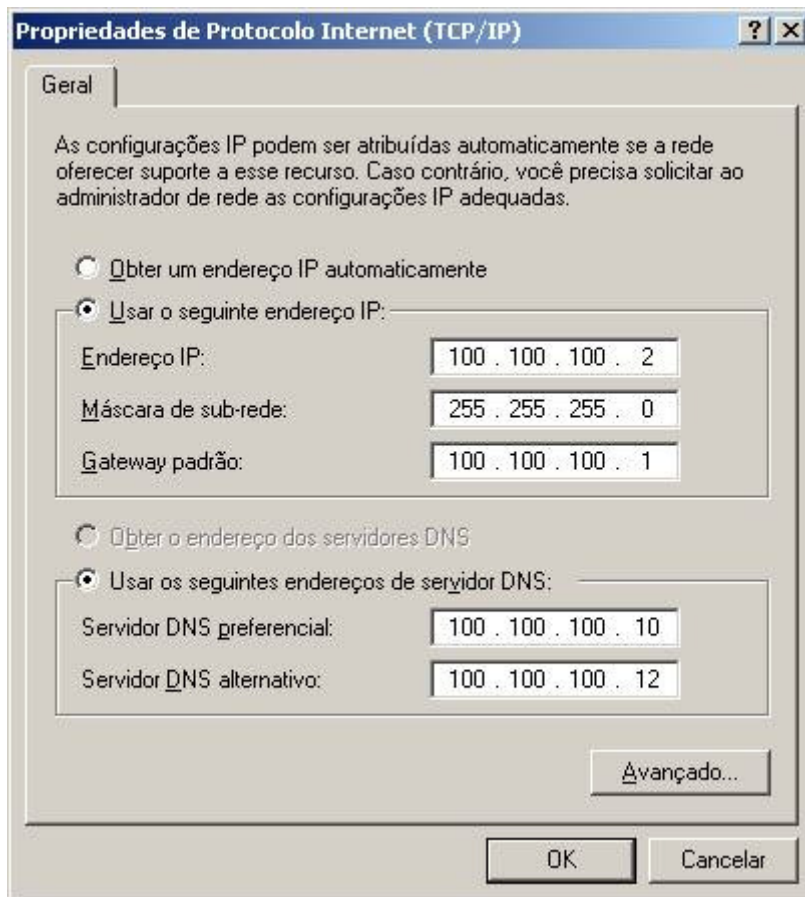 Propriedades de Protocolo Internet (TCP/IP)
Geral
As configurações IP podem ser atribuídas automaticamente se a rede
oferecer suporte a esse recurso. Caso contrário, você precisa solicitar ao
administrador de rede as configurações IP adequadas.
Obter um endereço IP automaticamente
Usar o seguinte endereço IP:
Endereço IP: 100 . 100 . 100 . 2
Máscara de sub-rede: 255 . 255 . 255 . 0
Gateway padrão: 100 . 100 . 100 . 1
Obter o endereço dos servidores DNS
Usar os seguintes endereços de servidor DNS:
Servidor DNS preferencial: 100 . 100 . 100 . 10
Servidor DNS alternativo: 100 . 100 . 100 . 12
Avançado...
OK Cancelar